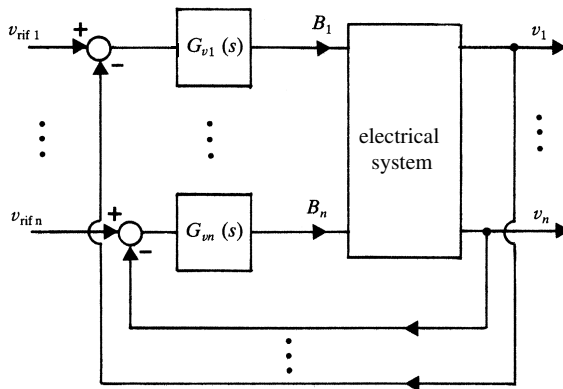 v_rif 1
+
−
G_v1 (s)
B_1
v_1
electrical
system
v_rif n
+
−
G_vn (s)
B_n
v_n